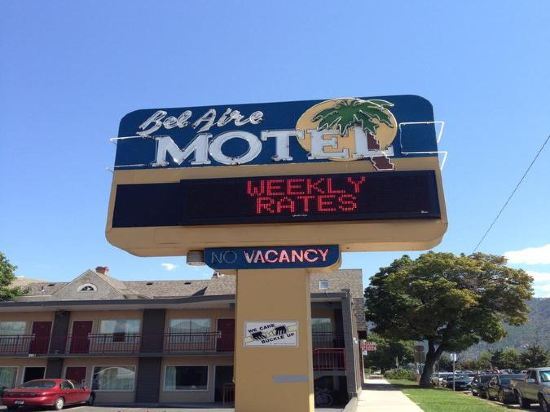 Bel Aire
MOTEL
WEEKLY
RATES
NO VACANCY
WE CARE
BUCKLE UP